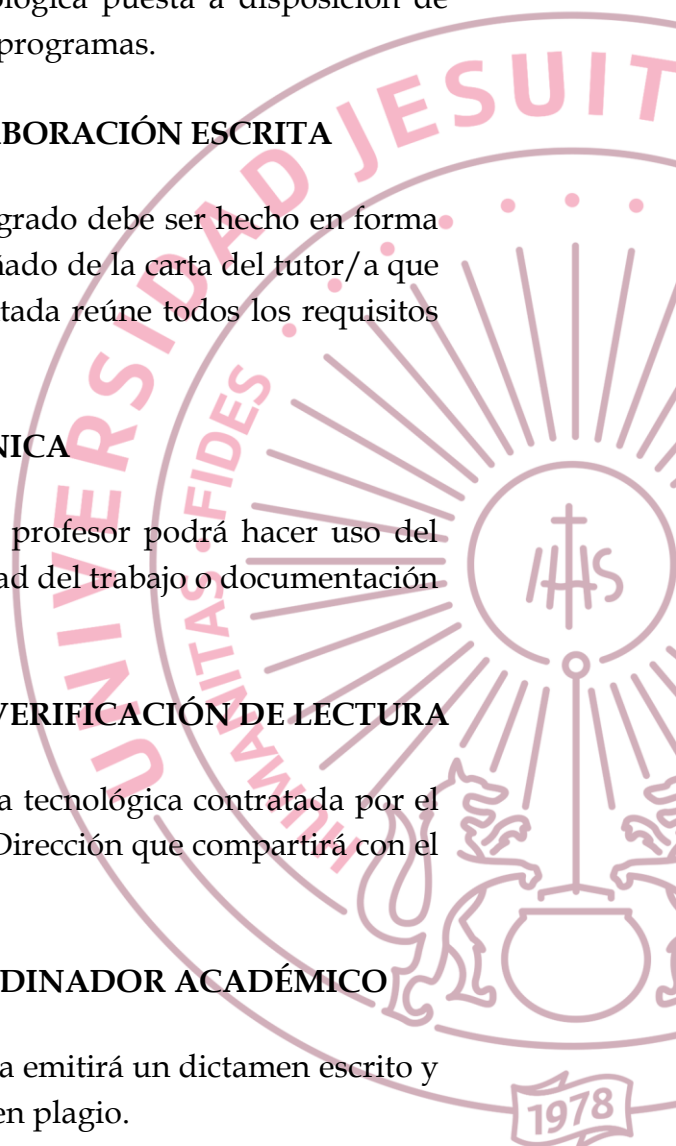 ológica puesta a disposición de
programas.
ABORACIÓN ESCRITA
grado debe ser hecho en forma
ñado de la carta del tutor/a que
tada reúne todos los requisitos
NICA
profesor podrá hacer uso del
ad del trabajo o documentación
VERIFICACIÓN DE LECTURA
a tecnológica contratada por el
Dirección que compartirá con el
DINADOR ACADÉMICO
a emitirá un dictamen escrito y
en plagio.
UNIVERSIDAD JESUIT
HUMANITAS • FIDES
IHS
1978